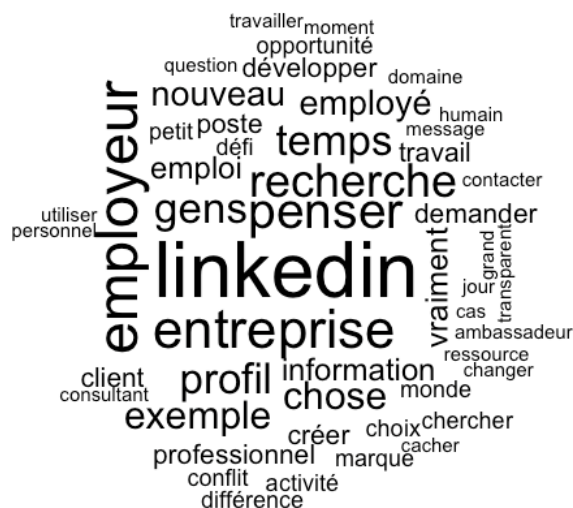 travailler moment
opportunité
question développer domaine
nouveau employé humain
petit poste temps message
défi travail
emploi recherche contacter
employeur
utiliser gens penser demander
personnel
linkedin vraiment jour grand transparent
cas
entreprise ambassadeur
ressource
client profil information changer
consultant chose monde
exemple choix chercher
créer cacher
professionnel marque
conflit activité
différence